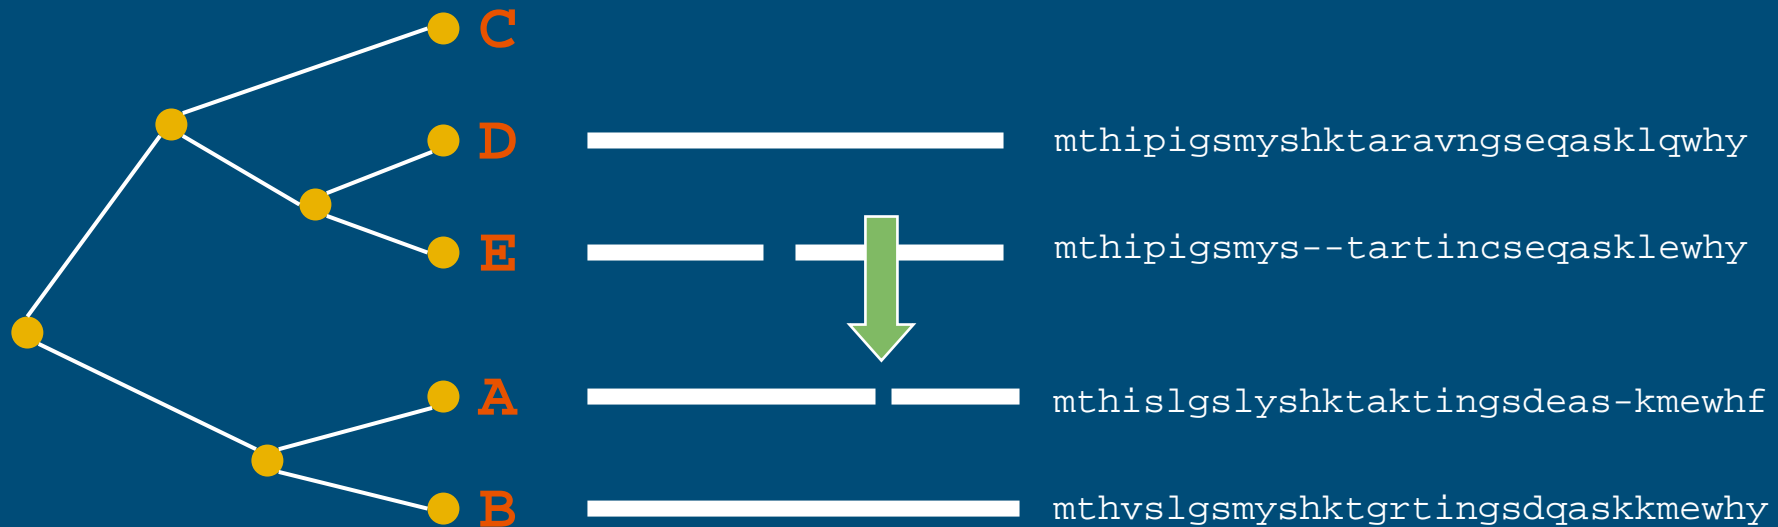 C
D mthipigsmyshktaravngseqasklqwhy
E mthipigsmys--tartincseqasklewhy
A mthislgslyshktaktingsdeas-kmewhf
B mthvslgsmyshktgrtingsdqaskkmewhy